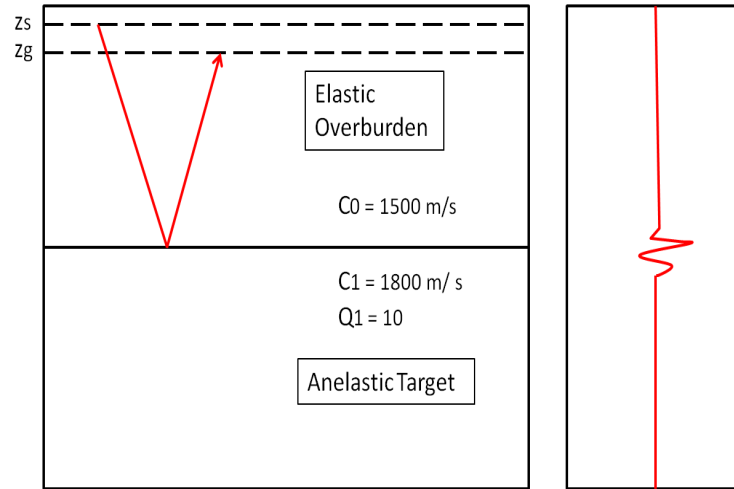 zs
zg
Elastic
Overburden
C0 = 1500 m/s
C1 = 1800 m/ s
Q1 = 10
Anelastic Target